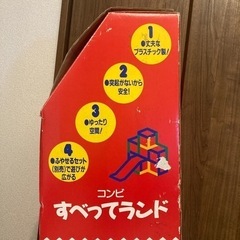 1
●丈夫な
プラスチック製!
2
●突起がないから
安全!
3
●ゆったり
空間!
4
●ふやせるセット
(別売)で遊びが
広がる
コンビ
すべってランド